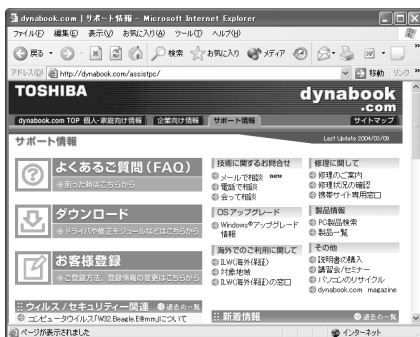 dynabook.com | サポート情報 - Microsoft Internet Explorer
ファイル(F) 編集(E) 表示(V) お気に入り(A) ツール(T) ヘルプ(H)
戻る 検索 お気に入り メディア
アドレス(D) http://dynabook.com/assistpc/ 移動 リンク
TOSHIBA
dynabook.com
dynabook.com TOP 個人・家庭向け情報 企業向け情報 サポート情報 サイトマップ
サポート情報
Last Update 2004/03/09
よくあるご質問(FAQ)
困った時はこちらから
ダウンロード
ドライバや修正モジュールなどはこちらから
お客様登録
ご登録方法、登録情報の変更はこちらから
技術に関するお問合せ
メールで相談 new
電話で相談
会って相談
OSアップグレード
Windows®アップグレード情報
海外でのご利用に関して
ILW(海外保証)
対象地域
ILW(海外保証)の窓口
修理に関して
修理のご案内
修理状況の確認
携帯サイト専用窓口
製品情報
PC製品検索
製品一覧
その他
説明書の購入
講習会/セミナー
パソコンのリサイクル
dynabook.com magazine
ウィルス/セキュリティー関連 過去の一覧
コンピュータウイルス「W32.Beagle.E@mm」について
新着情報 過去の一覧
ページが表示されました
インターネット